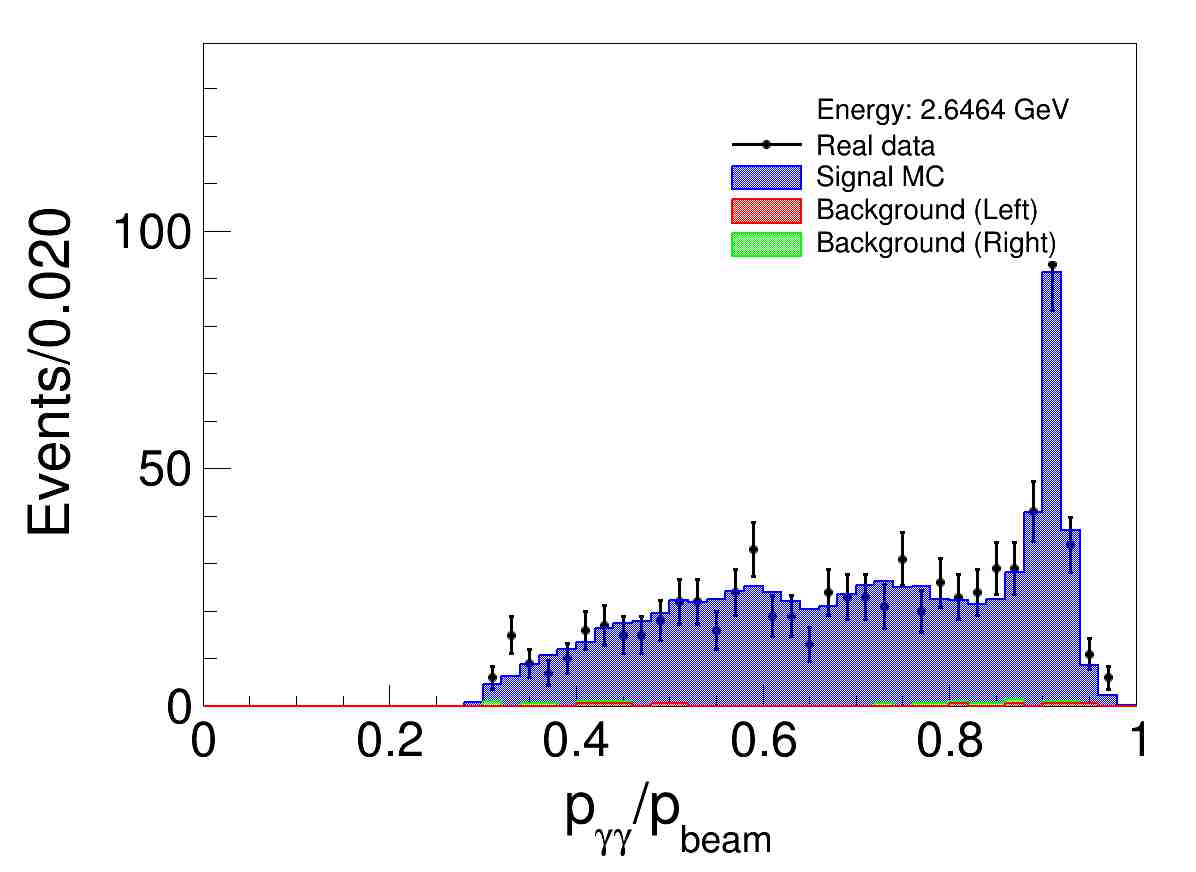 Energy: 2.6464 GeV
Real data
Signal MC
Background (Left)
Background (Right)
Events/0.020
100
50
0
0 0.2 0.4 0.6 0.8 1
pγγ/pbeam